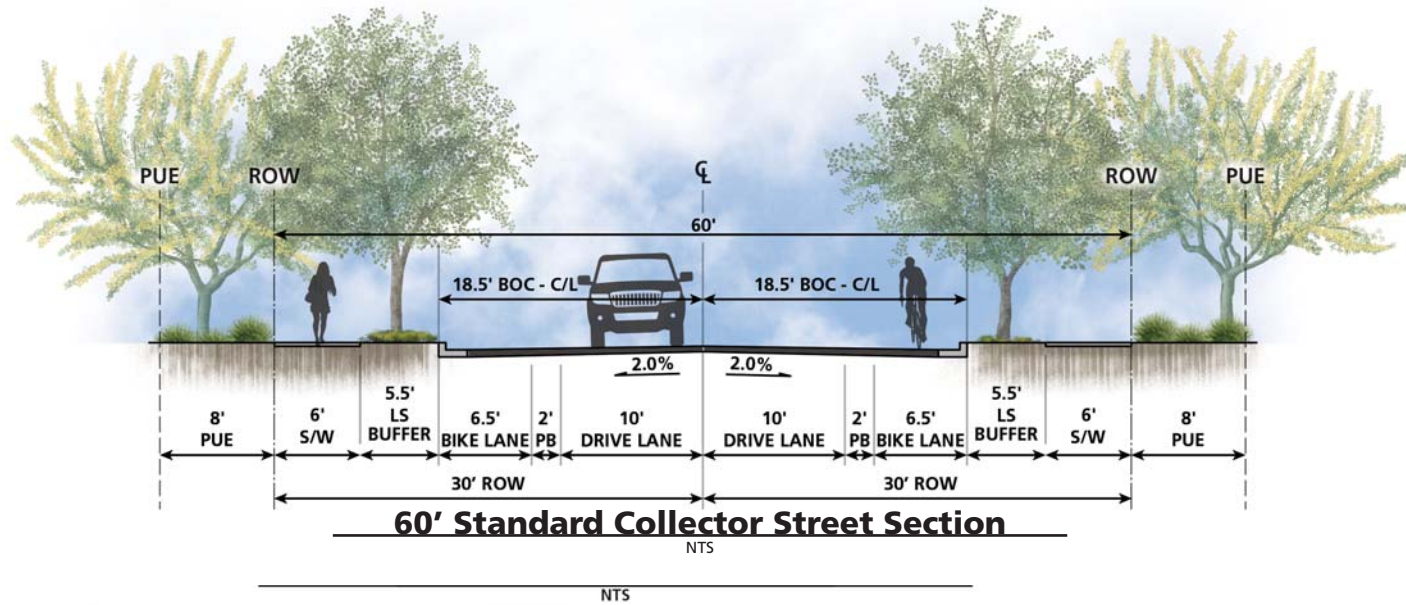 ℄
PUE ROW ROW PUE
60'
18.5' BOC - C/L 18.5' BOC - C/L
2.0% 2.0%
8'
PUE
6'
S/W
5.5'
LS
BUFFER
6.5'
BIKE LANE
2'
PB
10'
DRIVE LANE
10'
DRIVE LANE
2'
PB
6.5'
BIKE LANE
5.5'
LS
BUFFER
6'
S/W
8'
PUE
30’ ROW 30’ ROW
60’ Standard Collector Street Section
NTS
NTS